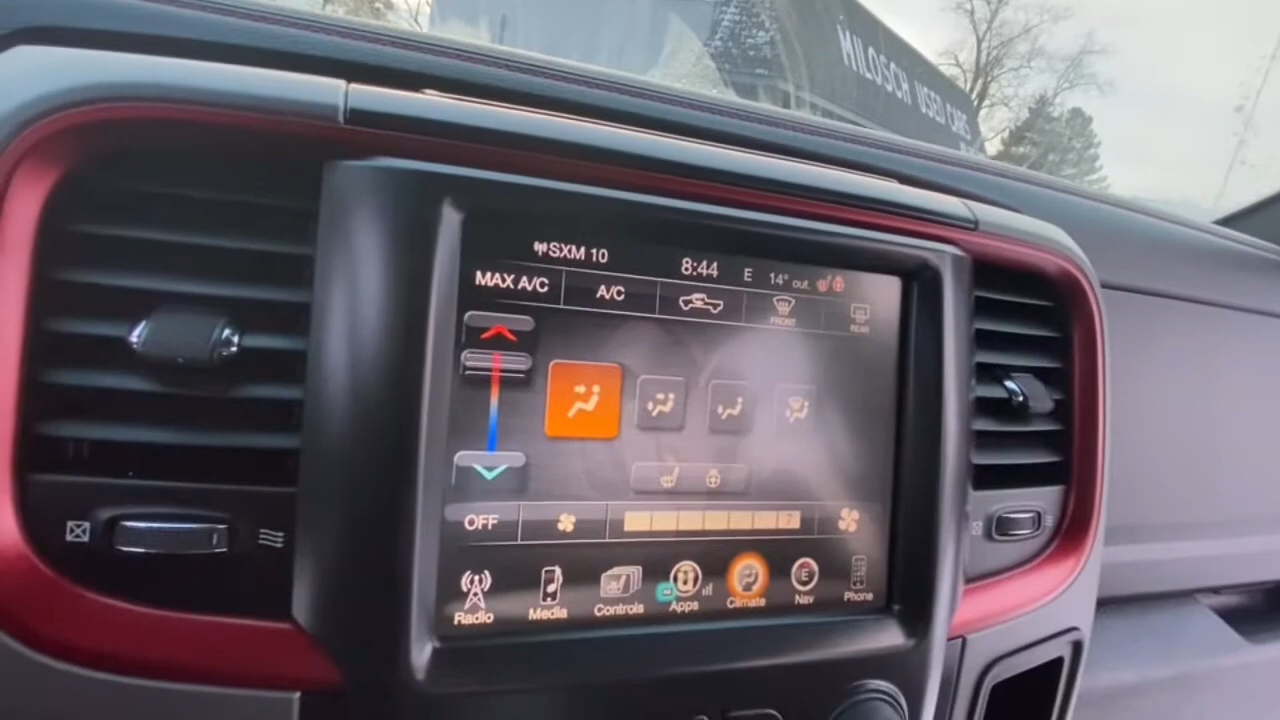 MILOSCH USED CARS
SXM 10
8:44
E
14° out.
MAX A/C
A/C
FRONT
REAR
OFF
7
Radio
Media
Controls
Apps
Climate
E
Nav
Phone